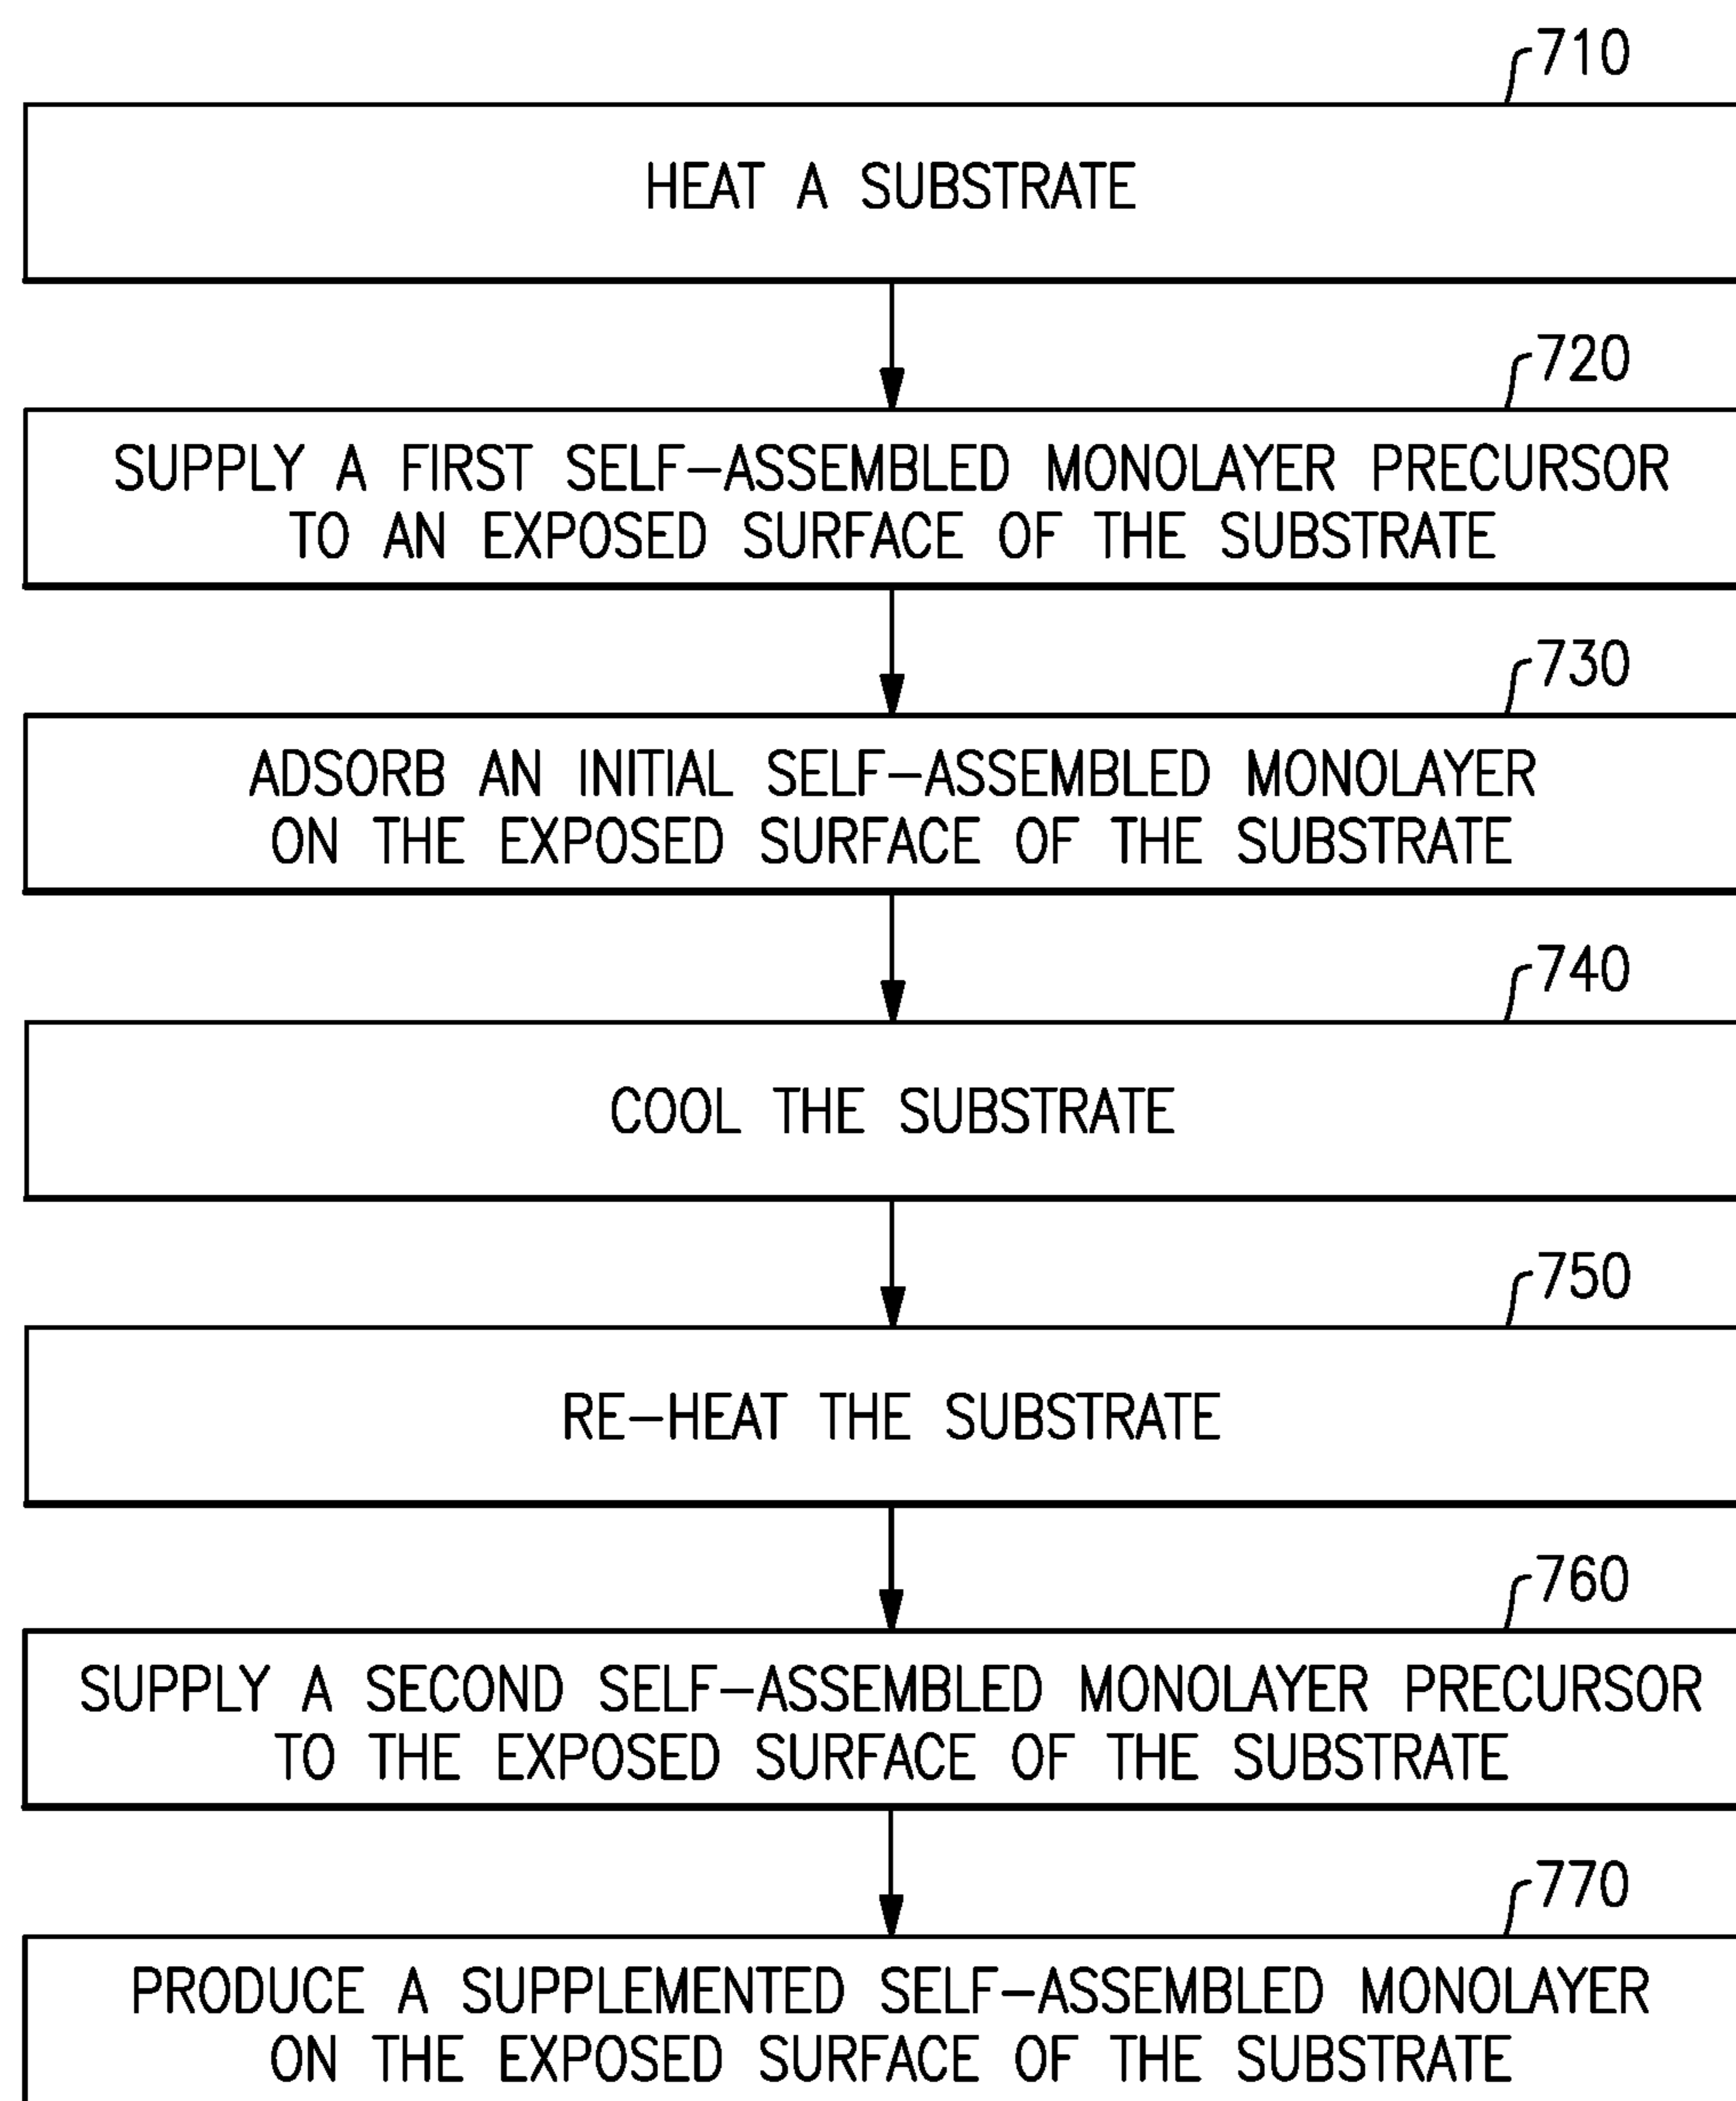 710
HEAT A SUBSTRATE
720
SUPPLY A FIRST SELF-ASSEMBLED MONOLAYER PRECURSOR
TO AN EXPOSED SURFACE OF THE SUBSTRATE
730
ADSORB AN INITIAL SELF-ASSEMBLED MONOLAYER
ON THE EXPOSED SURFACE OF THE SUBSTRATE
740
COOL THE SUBSTRATE
750
RE-HEAT THE SUBSTRATE
760
SUPPLY A SECOND SELF-ASSEMBLED MONOLAYER PRECURSOR
TO THE EXPOSED SURFACE OF THE SUBSTRATE
770
PRODUCE A SUPPLEMENTED SELF-ASSEMBLED MONOLAYER
ON THE EXPOSED SURFACE OF THE SUBSTRATE